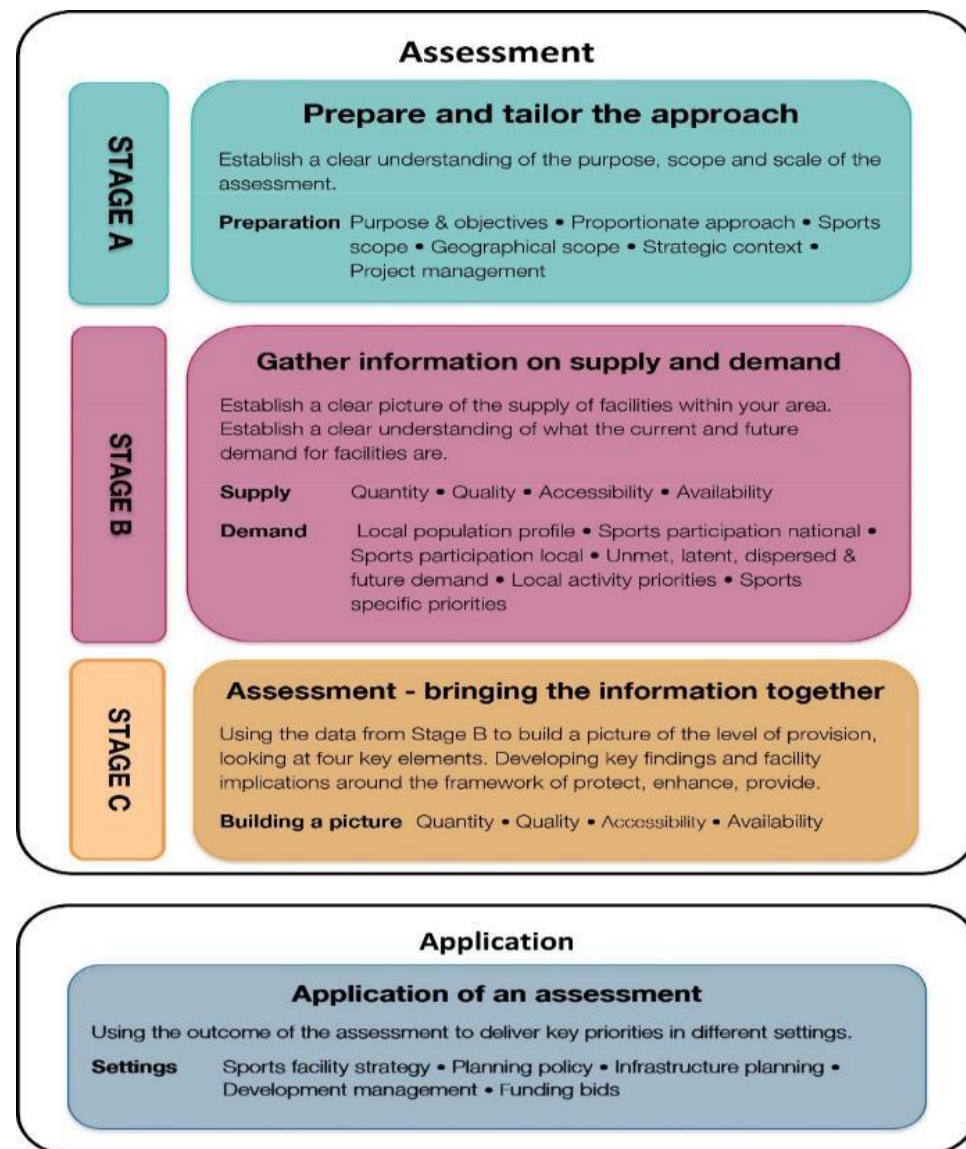 Assessment
STAGE A
Prepare and tailor the approach
Establish a clear understanding of the purpose, scope and scale of the
assessment.
Preparation Purpose & objectives • Proportionate approach • Sports
scope • Geographical scope • Strategic context •
Project management
STAGE B
Gather information on supply and demand
Establish a clear picture of the supply of facilities within your area.
Establish a clear understanding of what the current and future
demand for facilities are.
Supply Quantity • Quality • Accessibility • Availability
Demand Local population profile • Sports participation national •
Sports participation local • Unmet, latent, dispersed &
future demand • Local activity priorities • Sports
specific priorities
STAGE C
Assessment - bringing the information together
Using the data from Stage B to build a picture of the level of provision,
looking at four key elements. Developing key findings and facility
implications around the framework of protect, enhance, provide.
Building a picture Quantity • Quality • Accessibility • Availability
Application
Application of an assessment
Using the outcome of the assessment to deliver key priorities in different settings.
Settings Sports facility strategy • Planning policy • Infrastructure planning •
Development management • Funding bids